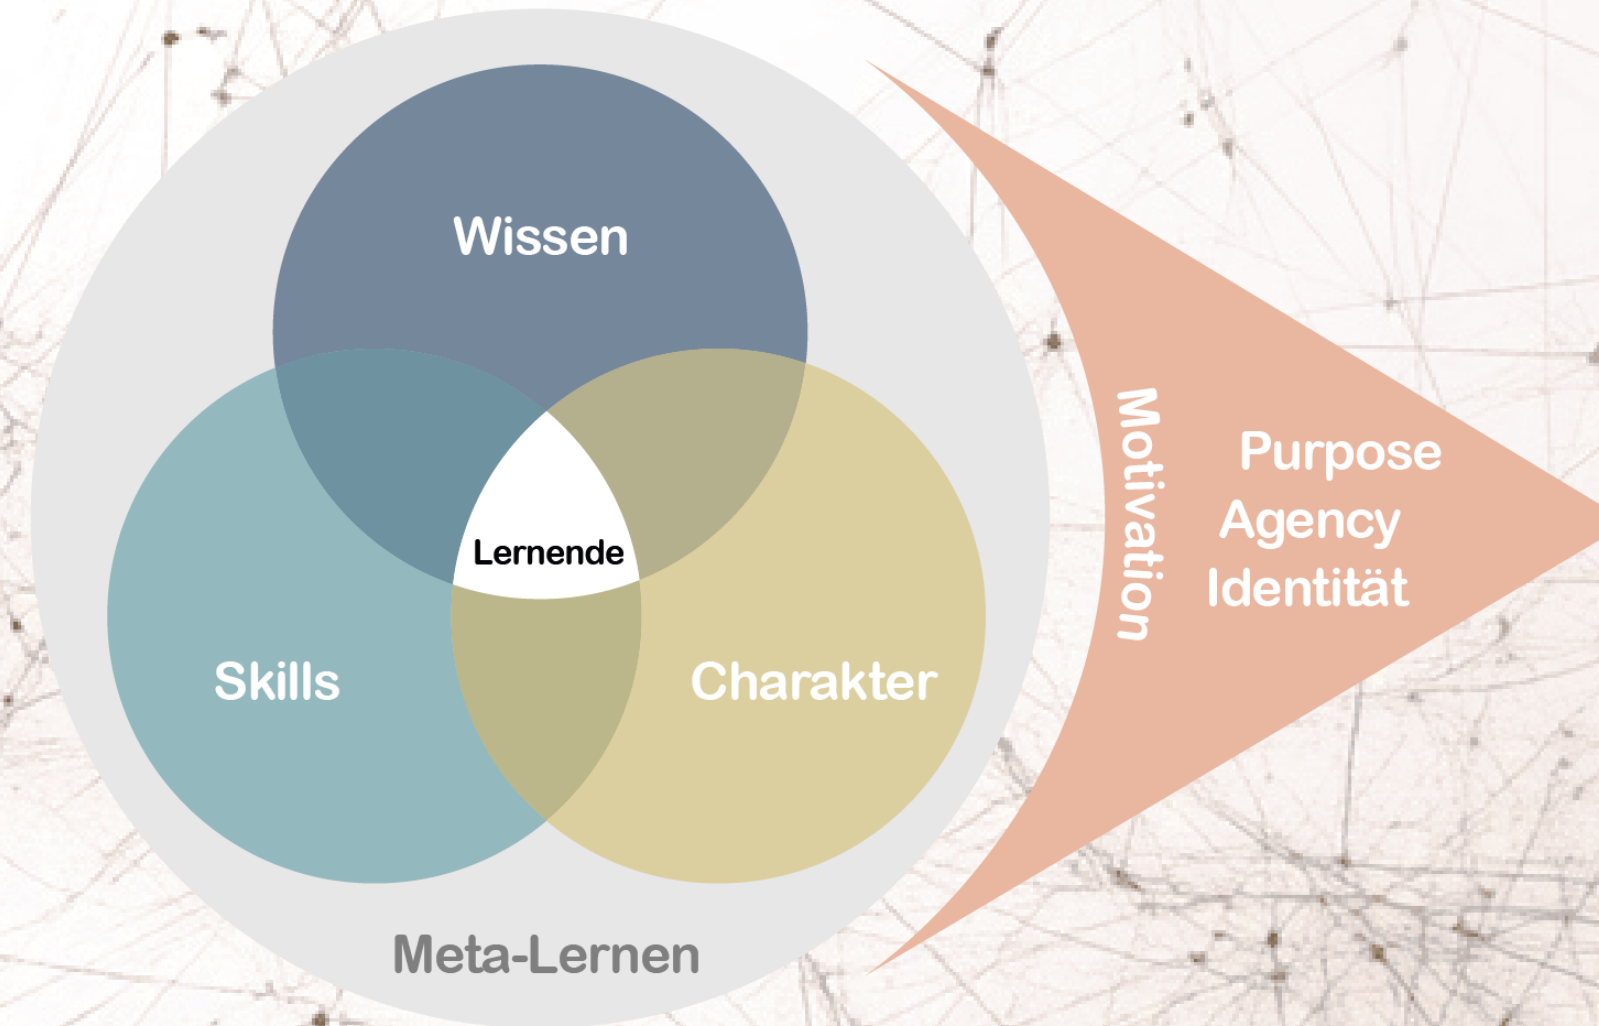 Wissen
Lernende
Skills
Charakter
Meta-Lernen
Motivation
Purpose
Agency
Identität